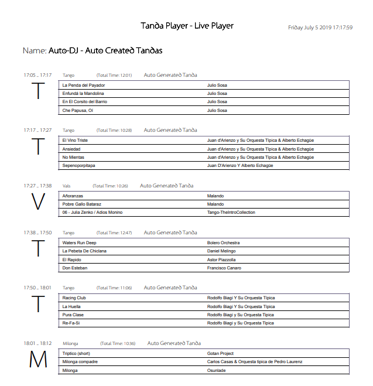 Tanda Player - Live Player
Friday July 5 2019 17:17:59
Name: Auto-DJ - Auto Created Tandas
17:05 .. 17:17 Tango (Total Time: 12:01) Auto Generated Tanda
T
La Penita del Payador Julio Sosa
Enfundá la Mandolina Julio Sosa
En El Corsito del Barrio Julio Sosa
Che Papusa, Oí Julio Sosa
17:17 .. 17:27 Tango (Total Time: 10:28) Auto Generated Tanda
T
El Vino Triste Juan d'Arienzo y Su Orquesta Típica & Alberto Echagüe
Ansiedad Juan d'Arienzo y Su Orquesta Típica & Alberto Echagüe
No Mientas Juan d'Arienzo y Su Orquesta Típica & Alberto Echagüe
Juan D'Arienzo Y Alberto Echagüe
17:27 .. 17:38 Vals (Total Time: 10:26) Auto Generated Tanda
V
Añoranzas Malando
Pobre Gallo Bataraz Malando
06 - Julia Zenko / Adios Monino Tango-TheIntroCollection
17:38 .. 17:50 Tango (Total Time: 12:47) Auto Generated Tanda
T
Waters Run Deep Bolero Orchestra
La Pebeta De Chiclana Daniel Melingo
El Rapido Astor Piazzolla
Don Esteban Francisco Canaro
17:50 .. 18:01 Tango (Total Time: 11:06) Auto Generated Tanda
T
Racing Club Rodolfo Biagi Y Su Orquesta Típica
La Huella Rodolfo Biagi Y Su Orquesta Típica
Pura Clase Rodolfo Biagi Y Su Orquesta Típica
Re-Fa-Si Rodolfo Biagi Y Su Orquesta Típica
18:01 .. 18:12 Milonga (Total Time: 10:36) Auto Generated Tanda
M
Triptico (short) Gotan Project
Milonga compadre Carlos Casas & Orquesta típica de Pedro Laurenz
Milonga Osunlade